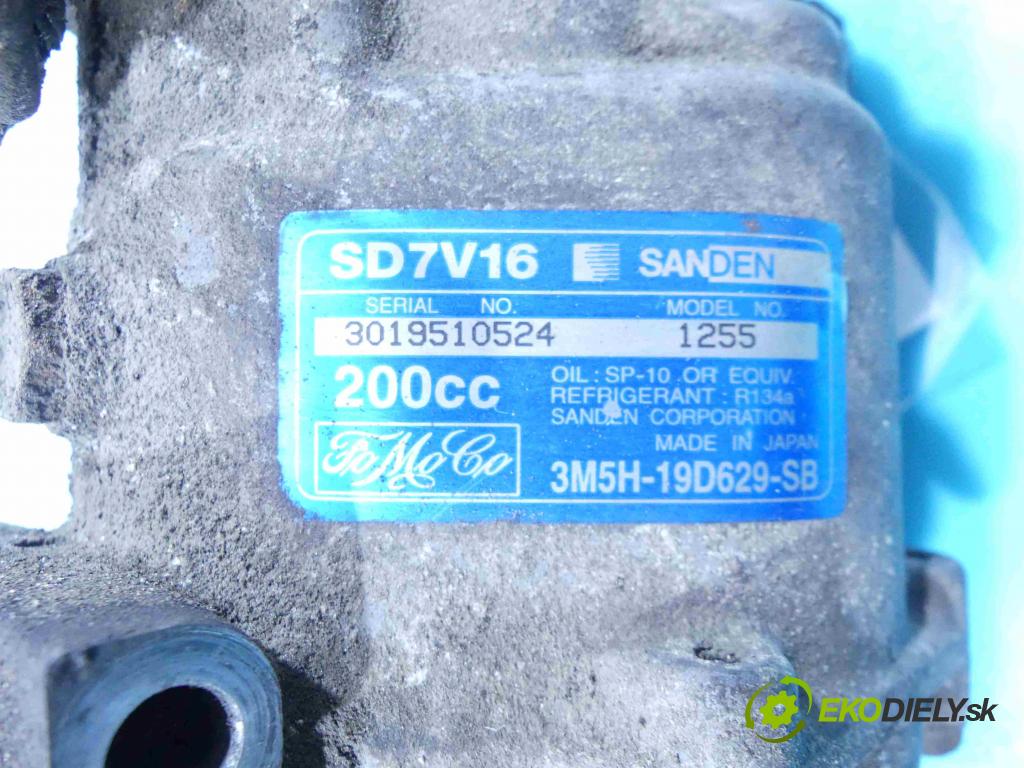 SD7V16 SANDEN
SERIAL NO. MODEL NO.
3019510524 1255
200cc
OIL : SP-10 OR EQUIV.
REFRIGERANT : R134a
SANDEN CORPORATION
MADE IN JAPAN
FoMoCo
3M5H-19D629-SB
EKODIELY.sk